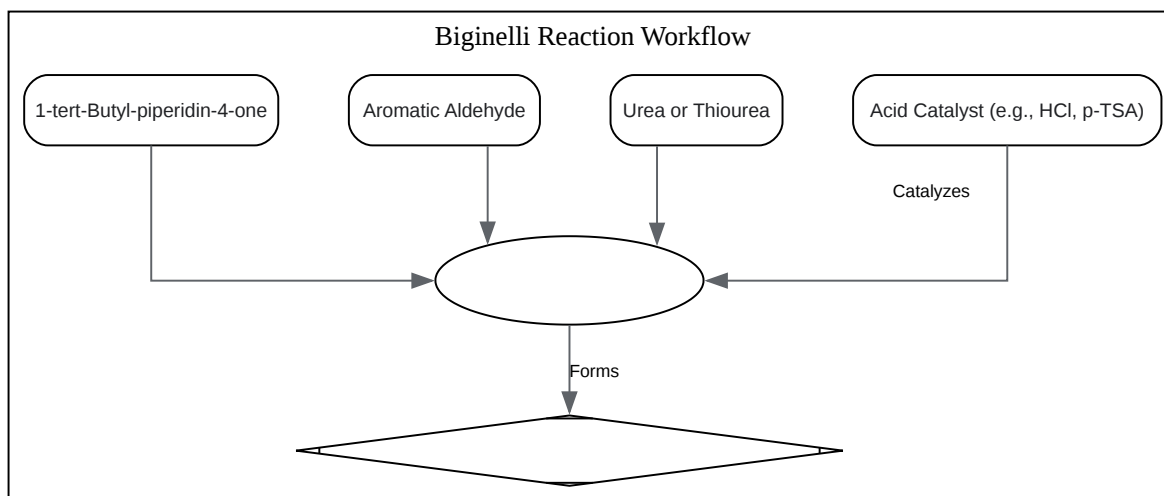 Biginelli Reaction Workflow
1-tert-Butyl-piperidin-4-one
Aromatic Aldehyde
Urea or Thiourea
Acid Catalyst (e.g., HCl, p-TSA)
Catalyzes
Forms